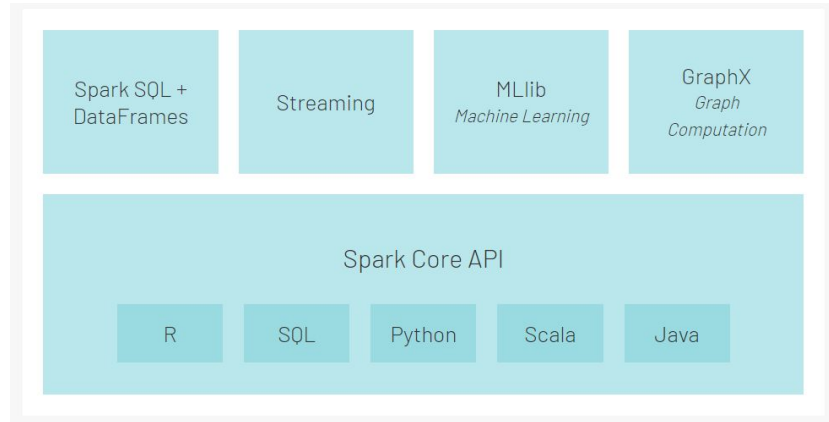 Spark SQL +
DataFrames
Streaming
MLlib
Machine Learning
GraphX
Graph
Computation
Spark Core API
R
SQL
Python
Scala
Java